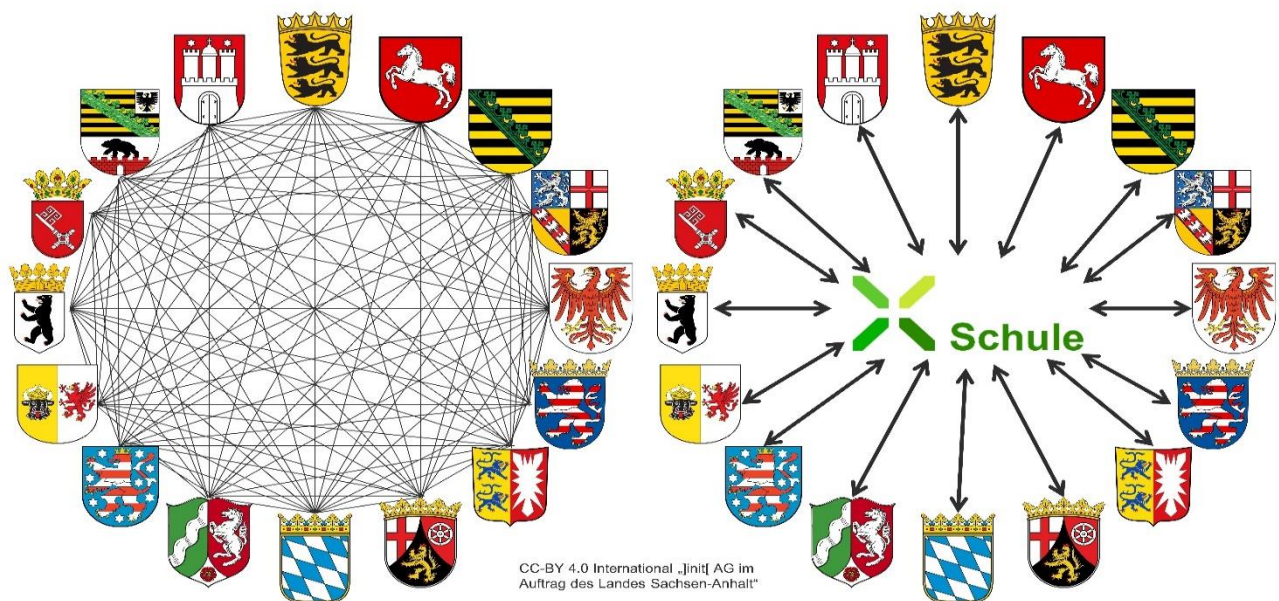 Schule
CC-BY 4.0 International „]init[ AG im
Auftrag des Landes Sachsen-Anhalt"